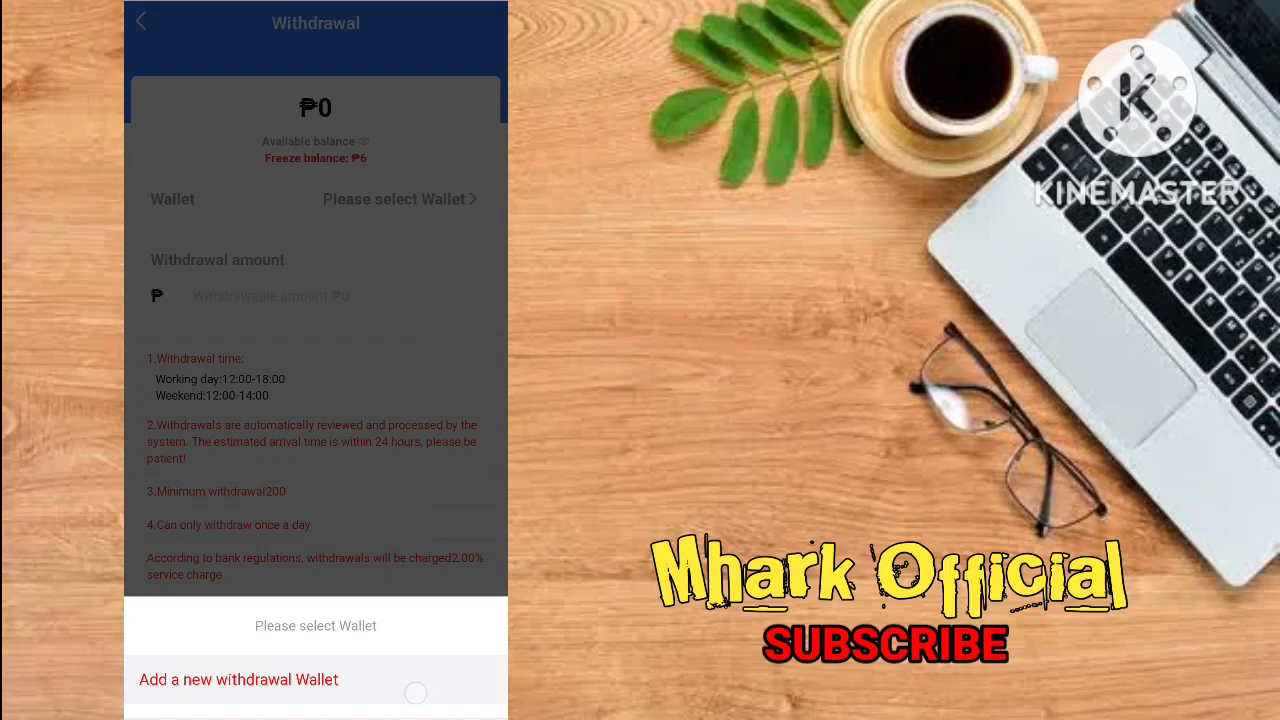 Withdrawal
₱0
Available balance
Freeze balance: ₱6
Wallet
Please select Wallet
Withdrawal amount
₱
Withdrewable amount ₱0
1.Withdrawal time:
Working day:12:00-18:00
Weekend:12:00-14:00
2.Withdrawals are automatically reviewed and processed by the
system. The estimated arrival time is within 24 hours, please be
patient!
3.Minimum withdrawal200
4.Can only withdraw once a day
According to bank regulations, withdrawals will be charged2.00%
service charge
Please select Wallet
Add a new withdrawal Wallet
K
KINEMASTER
Mhark Official
SUBSCRIBE